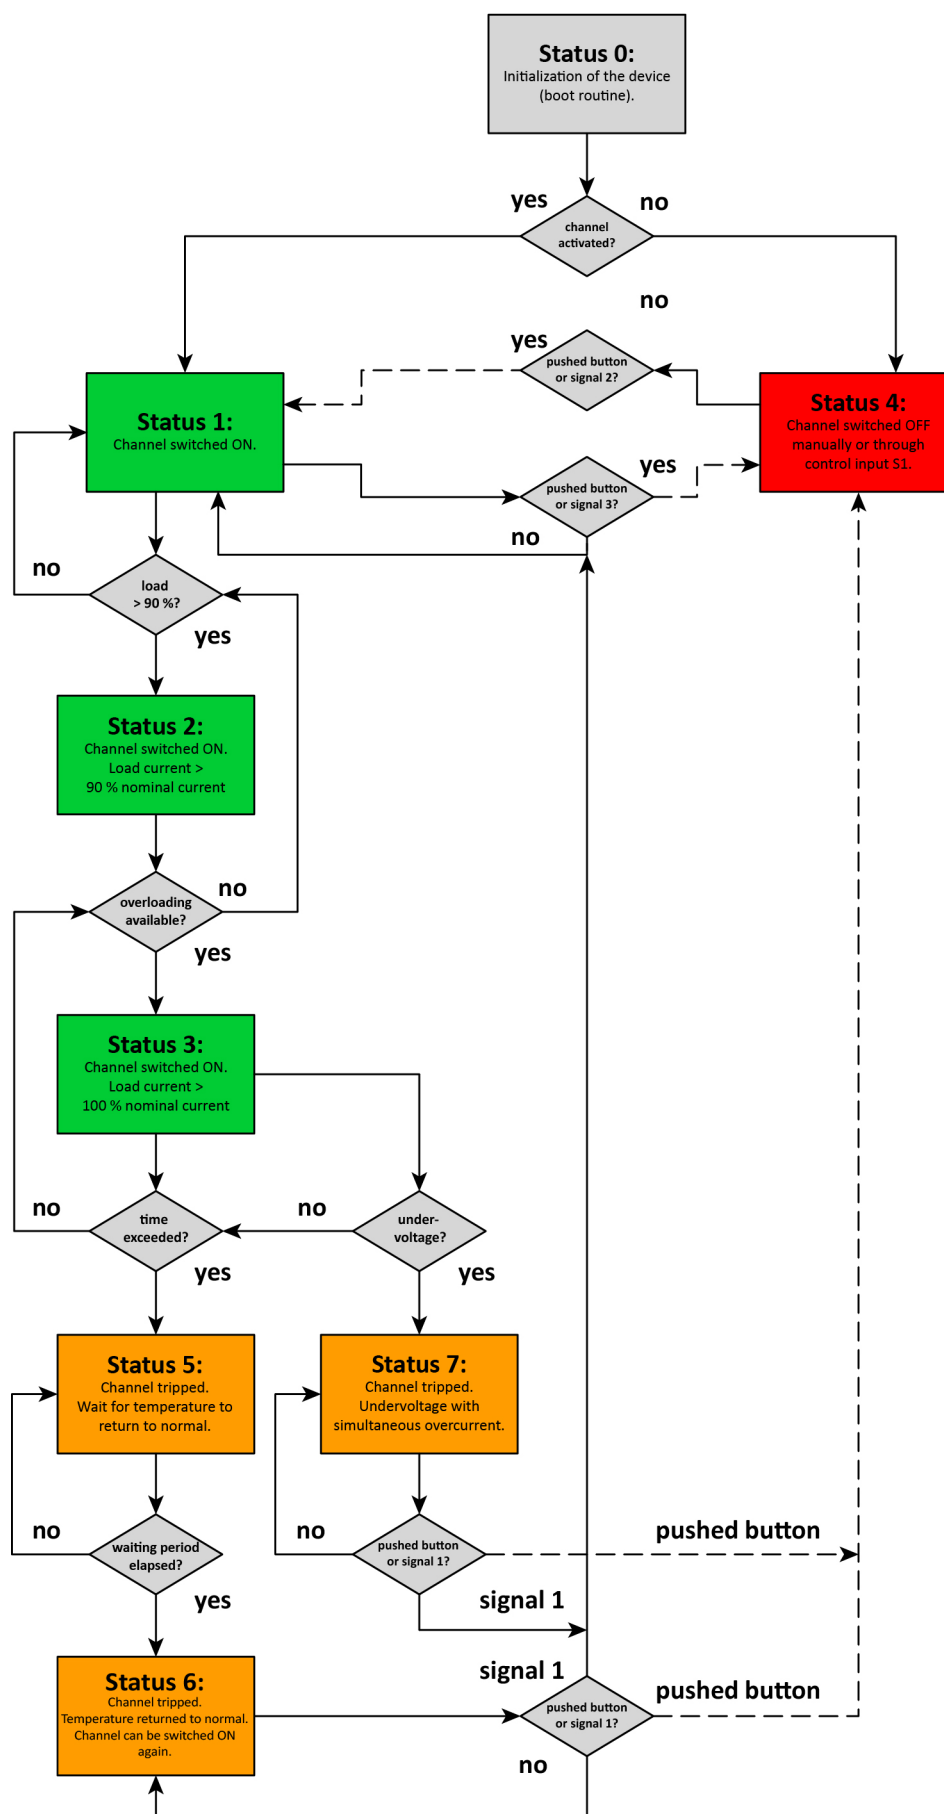 Status 0:
Initialization of the device
(boot routine).
yes
no
channel
activated?
no
yes
pushed button
or signal 2?
Status 1:
Channel switched ON.
Status 4:
Channel switched OFF
manually or through
control input S1.
yes
pushed button
or signal 3?
no
no
load
> 90 %?
yes
Status 2:
Channel switched ON.
Load current >
90 % nominal current
overloading
available?
no
yes
Status 3:
Channel switched ON.
Load current >
100 % nominal current
no
time
exceeded?
no
under-
voltage?
yes
yes
Status 5:
Channel tripped.
Wait for temperature to
return to normal.
Status 7:
Channel tripped.
Undervoltage with
simultaneous overcurrent.
no
waiting period
elapsed?
no
pushed button
or signal 1?
pushed button
yes
signal 1
Status 6:
Channel tripped.
Temperature returned to normal.
Channel can be switched ON
again.
signal 1
pushed button
or signal 1?
pushed button
no